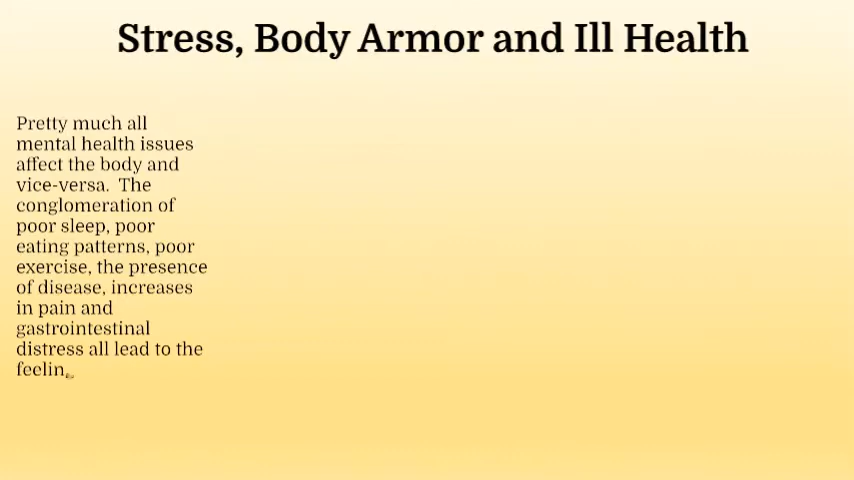 Stress, Body Armor and Ill Health
Pretty much all
mental health issues
affect the body and
vice-versa.  The
conglomeration of
poor sleep, poor
eating patterns, poor
exercise, the presence
of disease, increases
in pain and
gastrointestinal
distress all lead to the
feelin